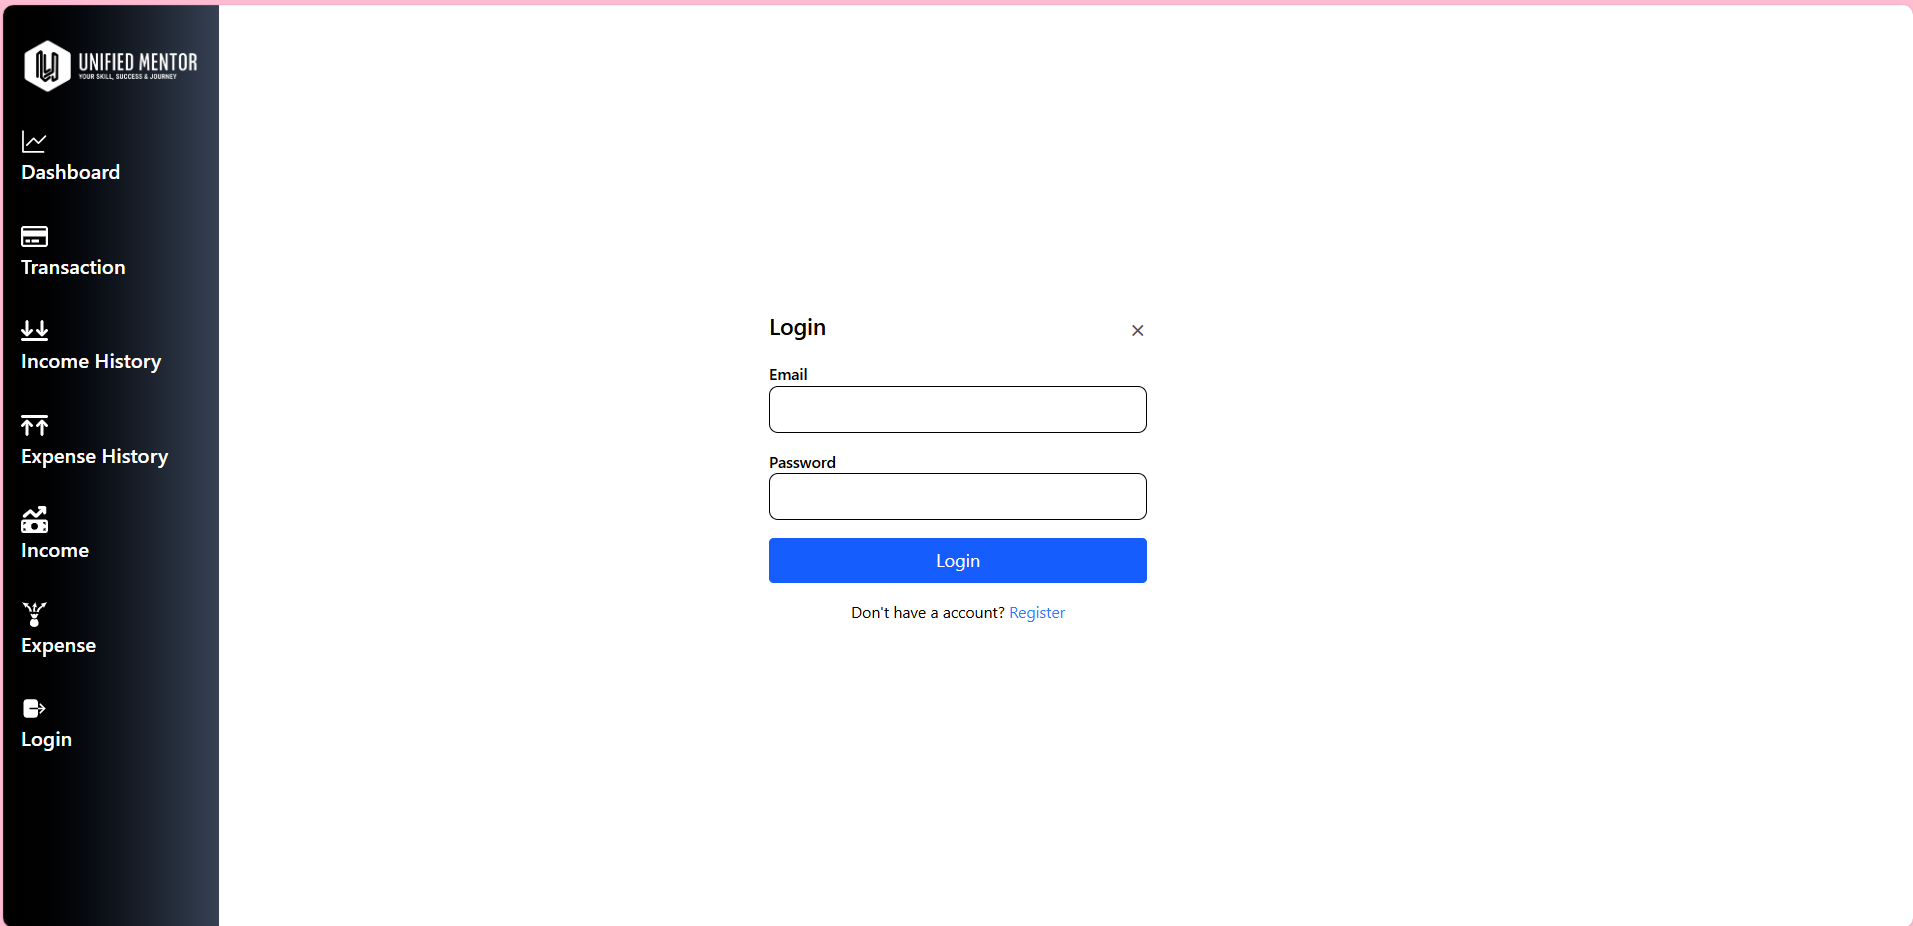 UNIFIED MENTOR
YOUR SKILL, SUCCESS & JOURNEY
Dashboard
Transaction
Income History
Expense History
Income
Expense
Login
Login
×
Email
Password
Login
Don't have a account? Register